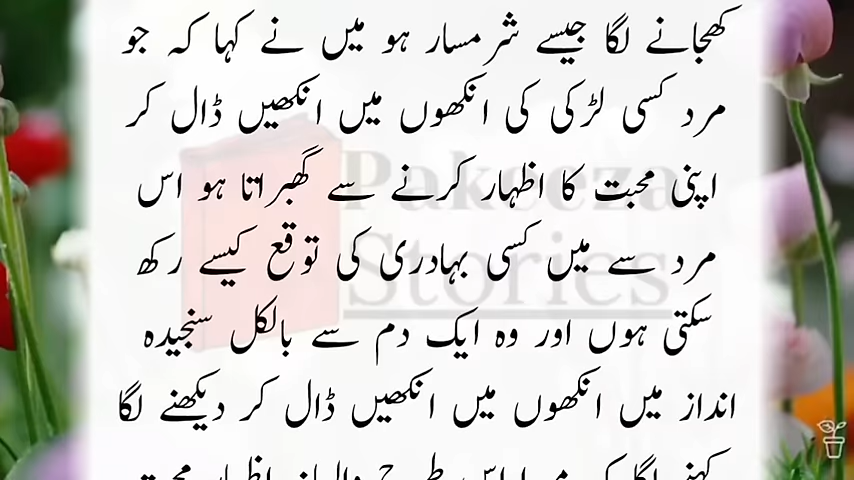 کھجانے لگا جیسے شرمسار ہو میں نے کہا کہ جو
مرد کسی لڑکی کی انکھوں میں انکھیں ڈال کر
اپنی محبت کا اظہار کرنے سے گھبراتا ہو اس
مرد سے میں کسی بہادری کی توقع کیسے رکھ
سکتی ہوں اور وہ ایک دم سے بالکل سنجیدہ
انداز میں انکھوں میں انکھیں ڈال کر دیکھنے لگا
Pakeeza
Stories